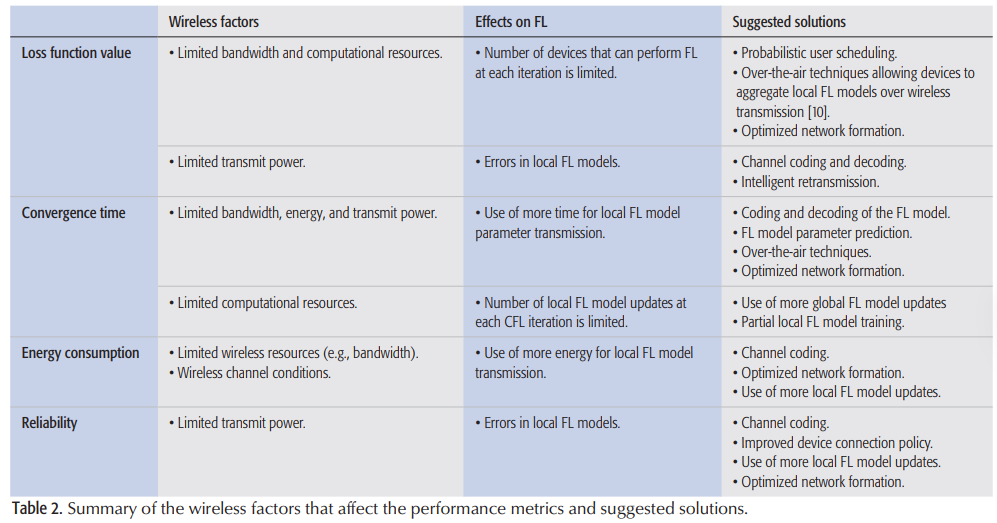 Wireless factors Effects on FL Suggested solutions
Loss function value • Limited bandwidth and computational resources. • Number of devices that can perform FL
at each iteration is limited.
• Probabilistic user scheduling.
• Over-the-air techniques allowing devices to
aggregate local FL models over wireless
transmission [10].
• Optimized network formation.
• Limited transmit power. • Errors in local FL models. • Channel coding and decoding.
• Intelligent retransmission.
Convergence time • Limited bandwidth, energy, and transmit power. • Use of more time for local FL model
parameter transmission.
• Coding and decoding of the FL model.
• FL model parameter prediction.
• Over-the-air techniques.
• Optimized network formation.
• Limited computational resources. • Number of local FL model updates at
each CFL iteration is limited.
• Use of more global FL model updates
• Partial local FL model training.
Energy consumption • Limited wireless resources (e.g., bandwidth).
• Wireless channel conditions.
• Use of more energy for local FL model
transmission.
• Channel coding.
• Optimized network formation.
• Use of more local FL model updates.
Reliability • Limited transmit power. • Errors in local FL models. • Channel coding.
• Improved device connection policy.
• Use of more local FL model updates.
• Optimized network formation.
Table 2. Summary of the wireless factors that affect the performance metrics and suggested solutions.